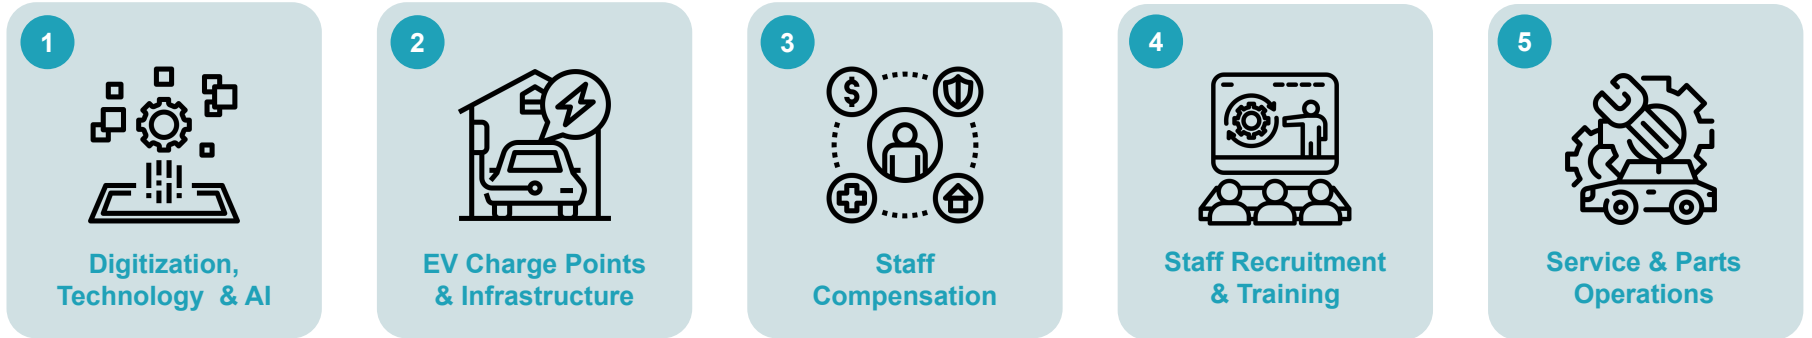 1
Digitization,
Technology & AI
2
EV Charge Points
& Infrastructure
3
$
Staff
Compensation
4
Staff Recruitment
& Training
5
Service & Parts
Operations